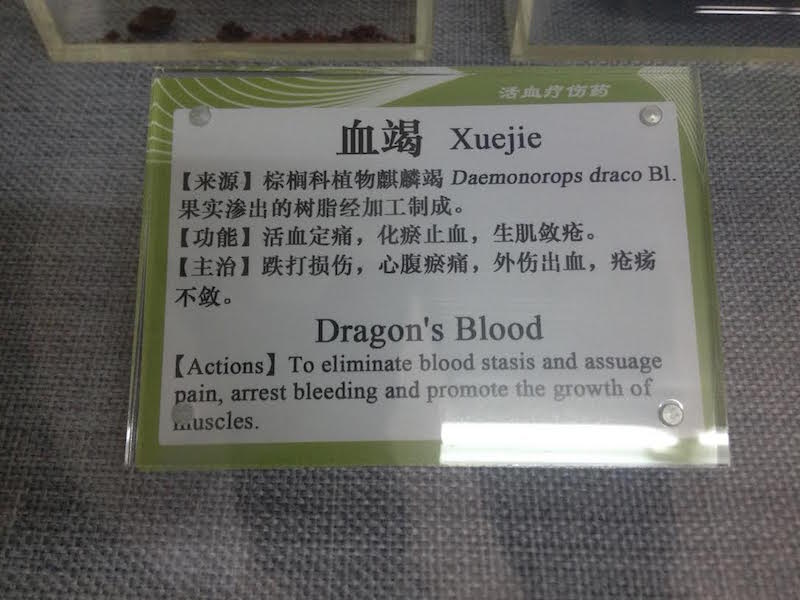 活血疗伤药
血竭 Xuejie
【来源】棕榈科植物麒麟竭 Daemonorops draco Bl.
果实渗出的树脂经加工制成。
【功能】活血定痛，化瘀止血，生肌敛疮。
【主治】跌打损伤，心腹瘀痛，外伤出血，疮疡
不敛。
Dragon's Blood
【Actions】To eliminate blood stasis and assuage
pain, arrest bleeding and promote the growth of
muscles.